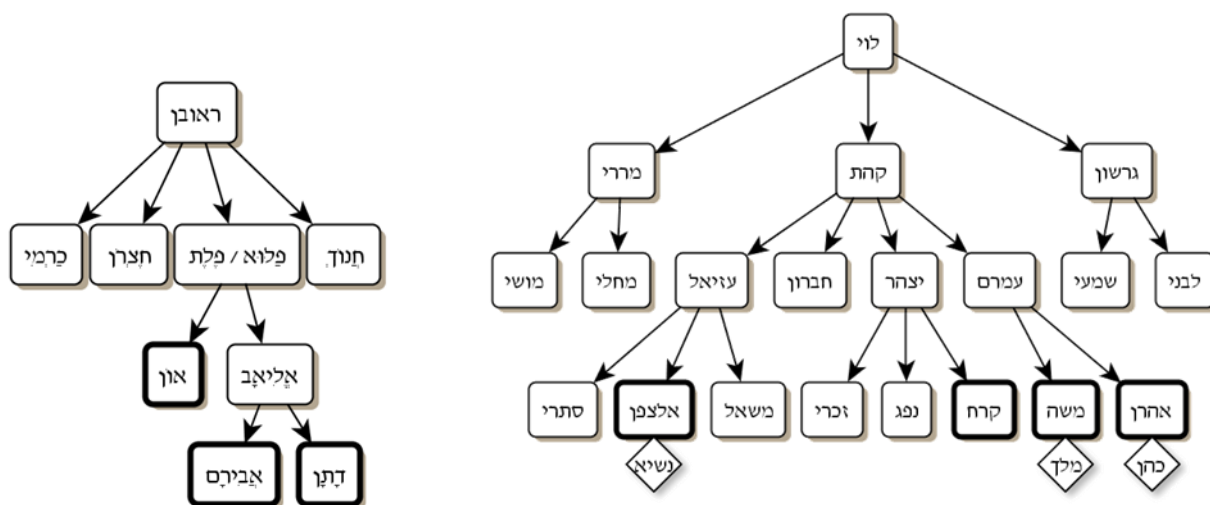 לוי
ראובן
גרשון
קהת
מררי
חֲנוֹךְ
פַלּוּא / פֶּלֶת
חֶצְרֹן
כַרְמִי
לבני
שמעי
עמרם
יצהר
חברון
עזיאל
מחלי
מושי
אֱלִיאָב
אוֹן
אהרן
משה
קרח
נפג
זכרי
משאל
אלצפן
סתרי
דָתָן
אֲבִירָם
כהן
מלך
נשיא